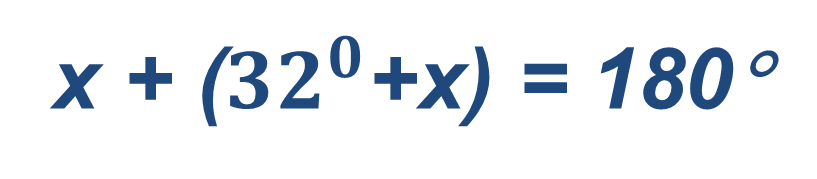 x + (32⁰+x) = 180°